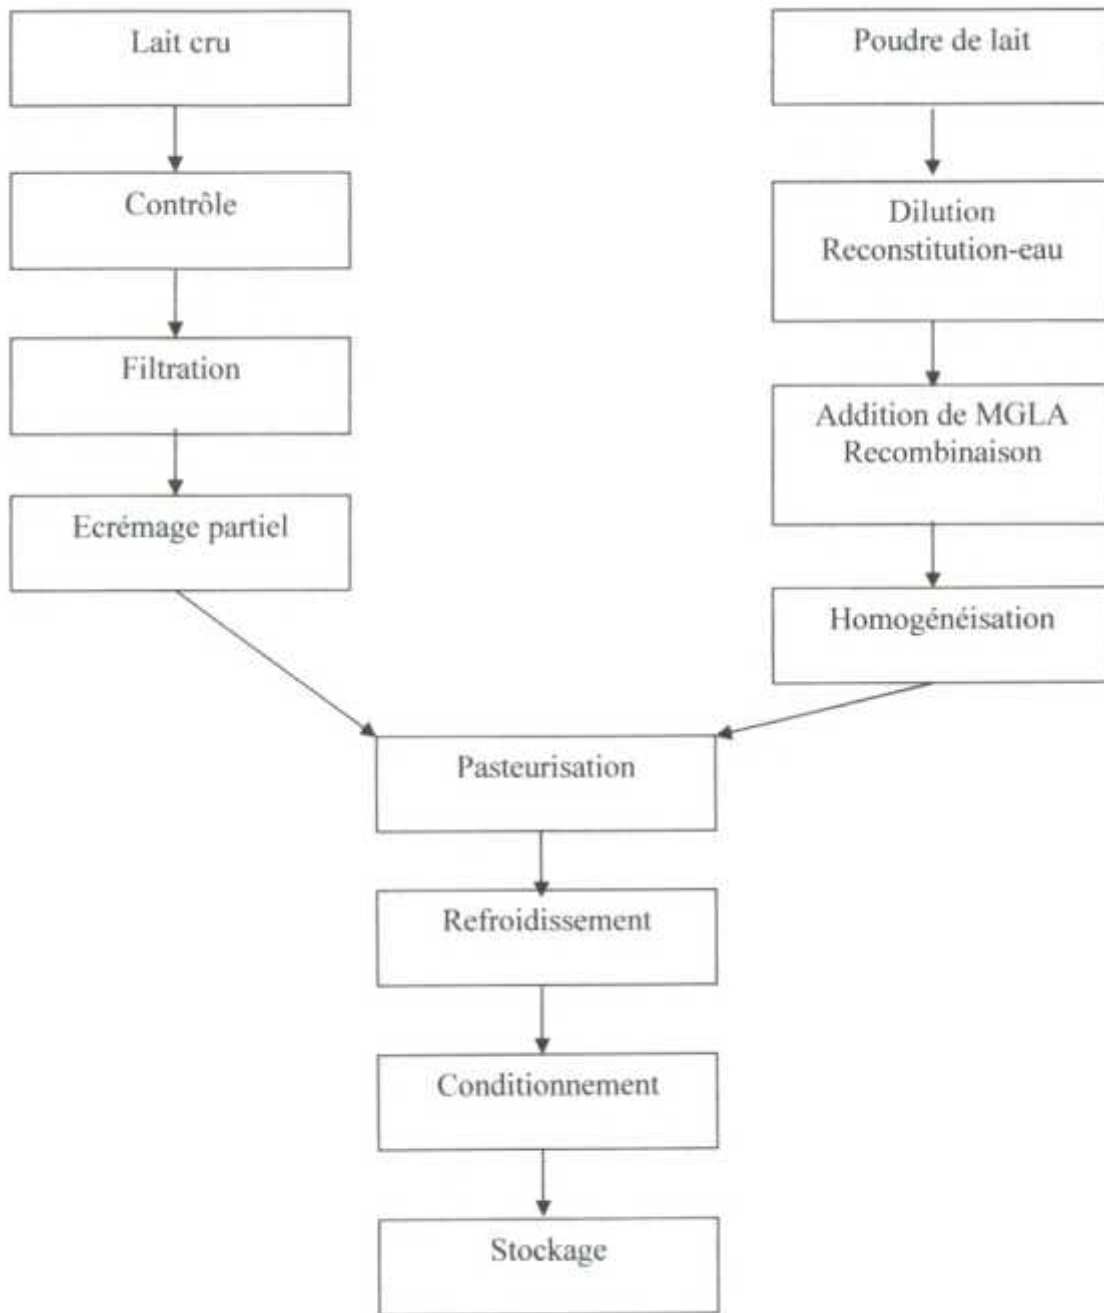 Lait cru
Contrôle
Filtration
Ecrémage partiel
Poudre de lait
Dilution
Reconstitution-eau
Addition de MGLA
Recombinaison
Homogénéisation
Pasteurisation
Refroidissement
Conditionnement
Stockage